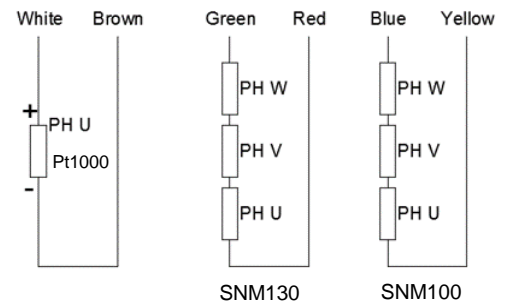 White Brown Green Red Blue Yellow
PH W PH W
+
PH U
Pt1000
PH V PH V
-
PH U PH U
SNM130 SNM100